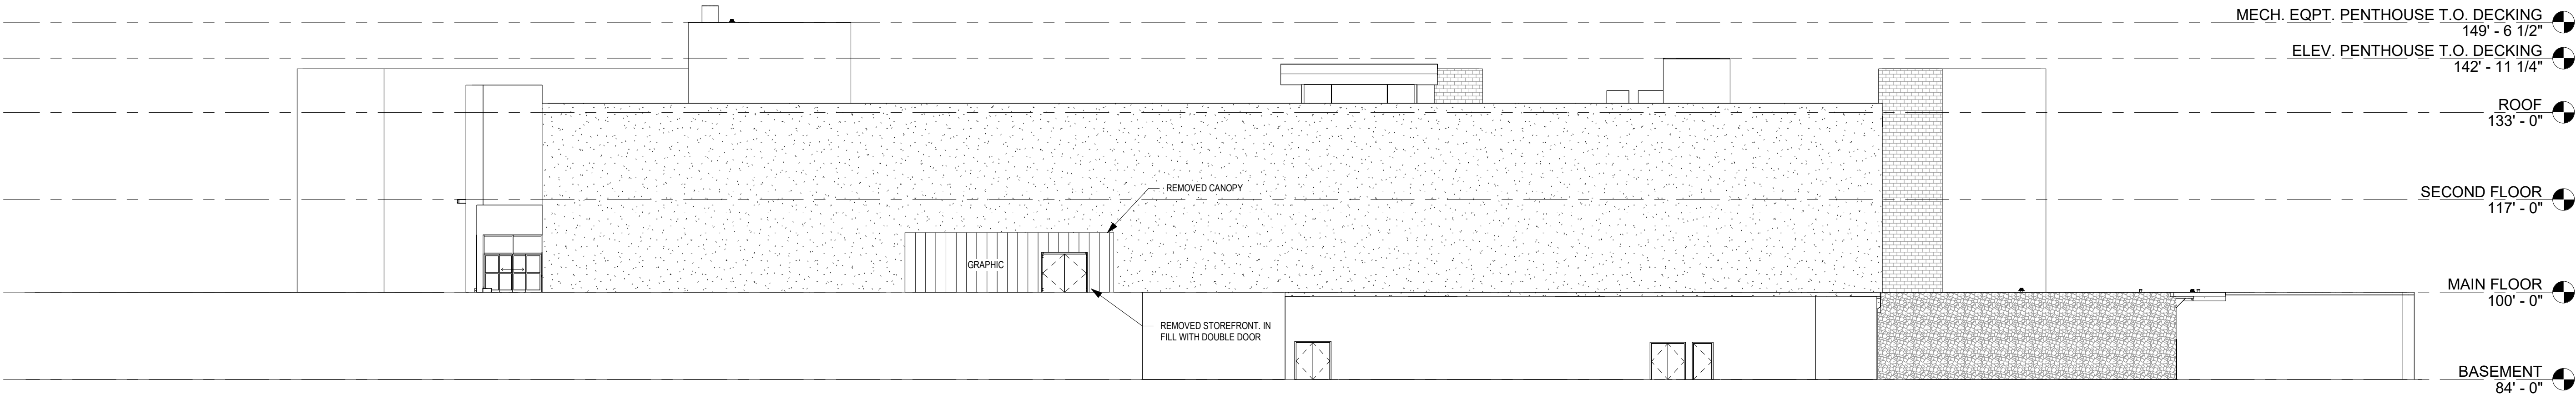 MECH. EQPT. PENTHOUSE T.O. DECKING
149' - 6 1/2"
ELEV. PENTHOUSE T.O. DECKING
142' - 11 1/4"
ROOF
133' - 0"
REMOVED CANOPY
SECOND FLOOR
117' - 0"
GRAPHIC
MAIN FLOOR
100' - 0"
REMOVED STOREFRONT. IN
FILL WITH DOUBLE DOOR
BASEMENT
84' - 0"